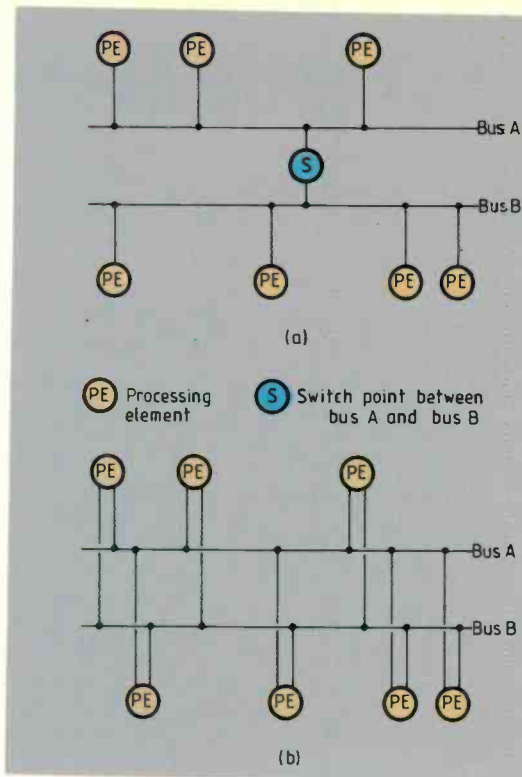 PE PE PE
Bus A
S
Bus B
PE PE PE PE
(a)
PE Processing element
S Switch point between bus A and bus B
PE PE PE
Bus A
Bus B
PE PE PE PE
(b)